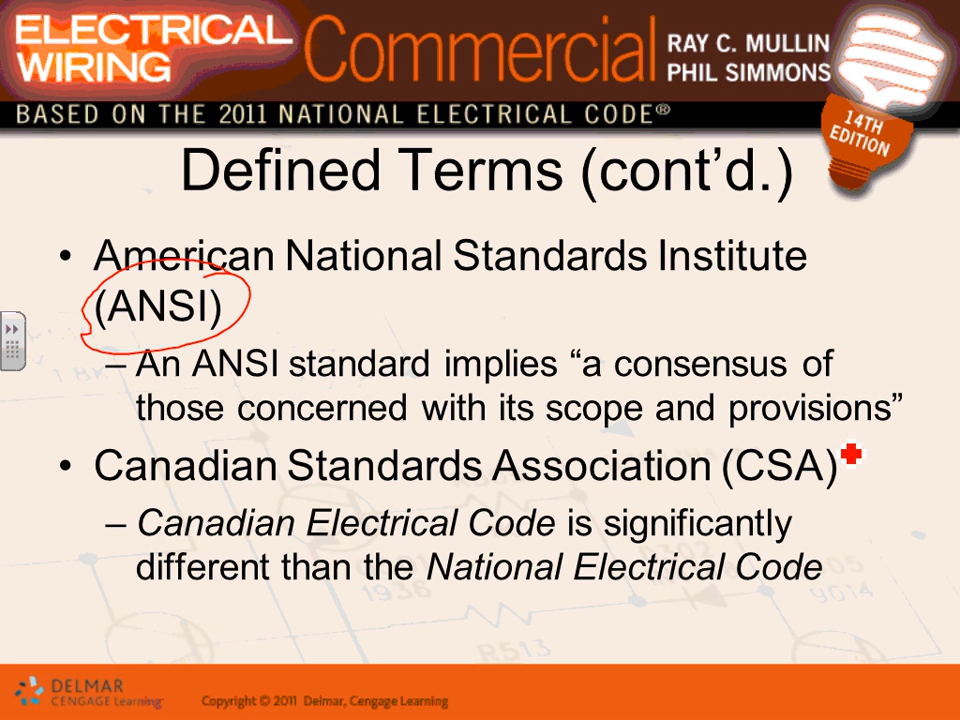 ELECTRICAL
WIRING
Commercial
RAY C. MULLIN
PHIL SIMMONS
BASED ON THE 2011 NATIONAL ELECTRICAL CODE®
14TH
EDITION
Defined Terms (cont’d.)
• American National Standards Institute
(ANSI)
– An ANSI standard implies “a consensus of
those concerned with its scope and provisions”
• Canadian Standards Association (CSA)
– Canadian Electrical Code is significantly
different than the National Electrical Code
1936
9014
R513
DELMAR
CENGAGE Learning
Copyright © 2011 Delmar, Cengage Learning